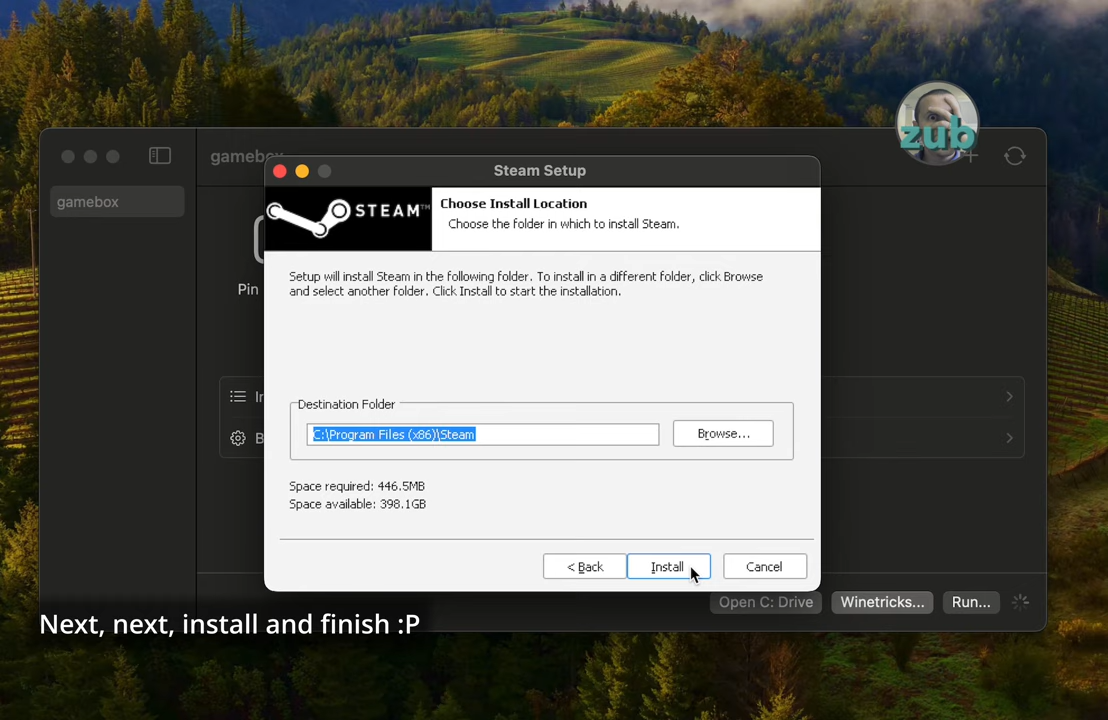 zub
gamebox
Steam Setup
gamebox
STEAM™
Choose Install Location
Choose the folder in which to install Steam.
Pin
Setup will install Steam in the following folder. To install in a different folder, click Browse
and select another folder. Click Install to start the installation.
Destination Folder
C:\Program Files (x86)\Steam
Browse...
Space required: 446.5MB
Space available: 398.1GB
< Back
Install
Cancel
Open C: Drive
Winetricks...
Run...
Next, next, install and finish :P